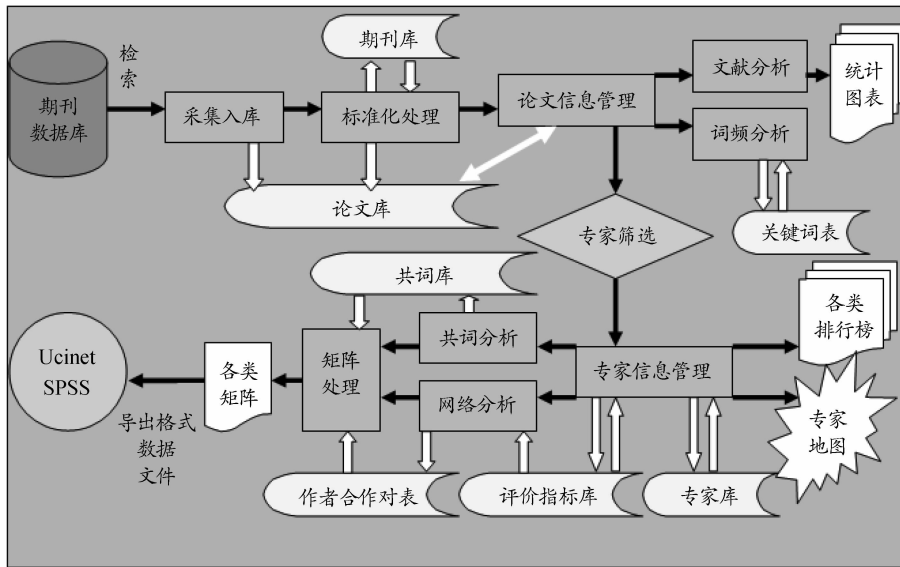 检
索
期刊
数据库
采集入库
期刊库
标准化处理
论文信息管理
文献分析
统计
图表
词频分析
论文库
关键词表
专家筛选
共词库
各类
排行榜
Ucinet
SPSS
各类
矩阵
矩阵
处理
共词分析
网络分析
专家信息管理
专家
地图
导出格式
数据
文件
作者合作对表
评价指标库
专家库